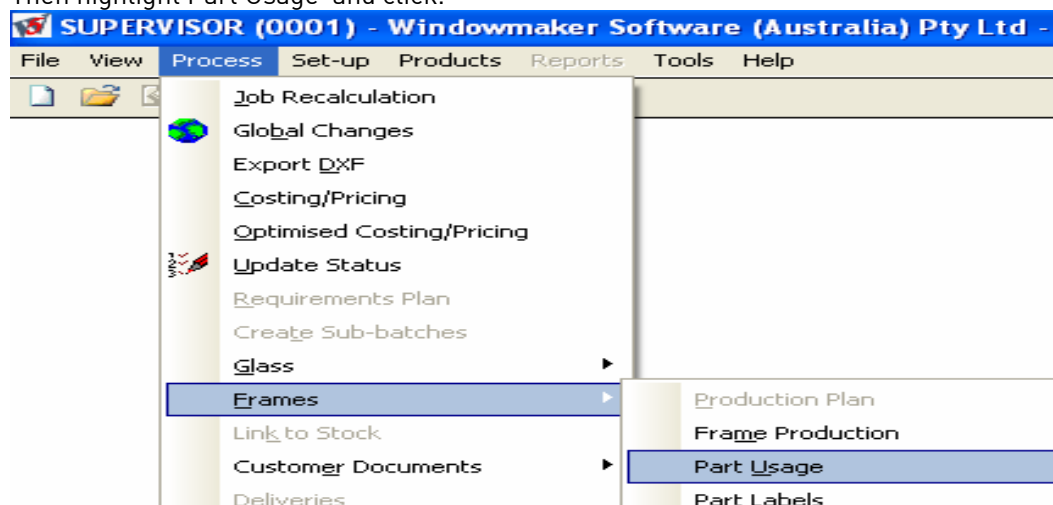 Then highlight Part Usage and click.
SUPERVISOR (0001) - Windowmaker Software (Australia) Pty Ltd -
File View Process Set-up Products Reports Tools Help
Job Recalculation
Global Changes
Export DXF
Costing/Pricing
Optimised Costing/Pricing
Update Status
Requirements Plan
Create Sub-batches
Glass
Frames
Production Plan
Link to Stock
Frame Production
Customer Documents
Part Usage
Deliveries
Part Labels